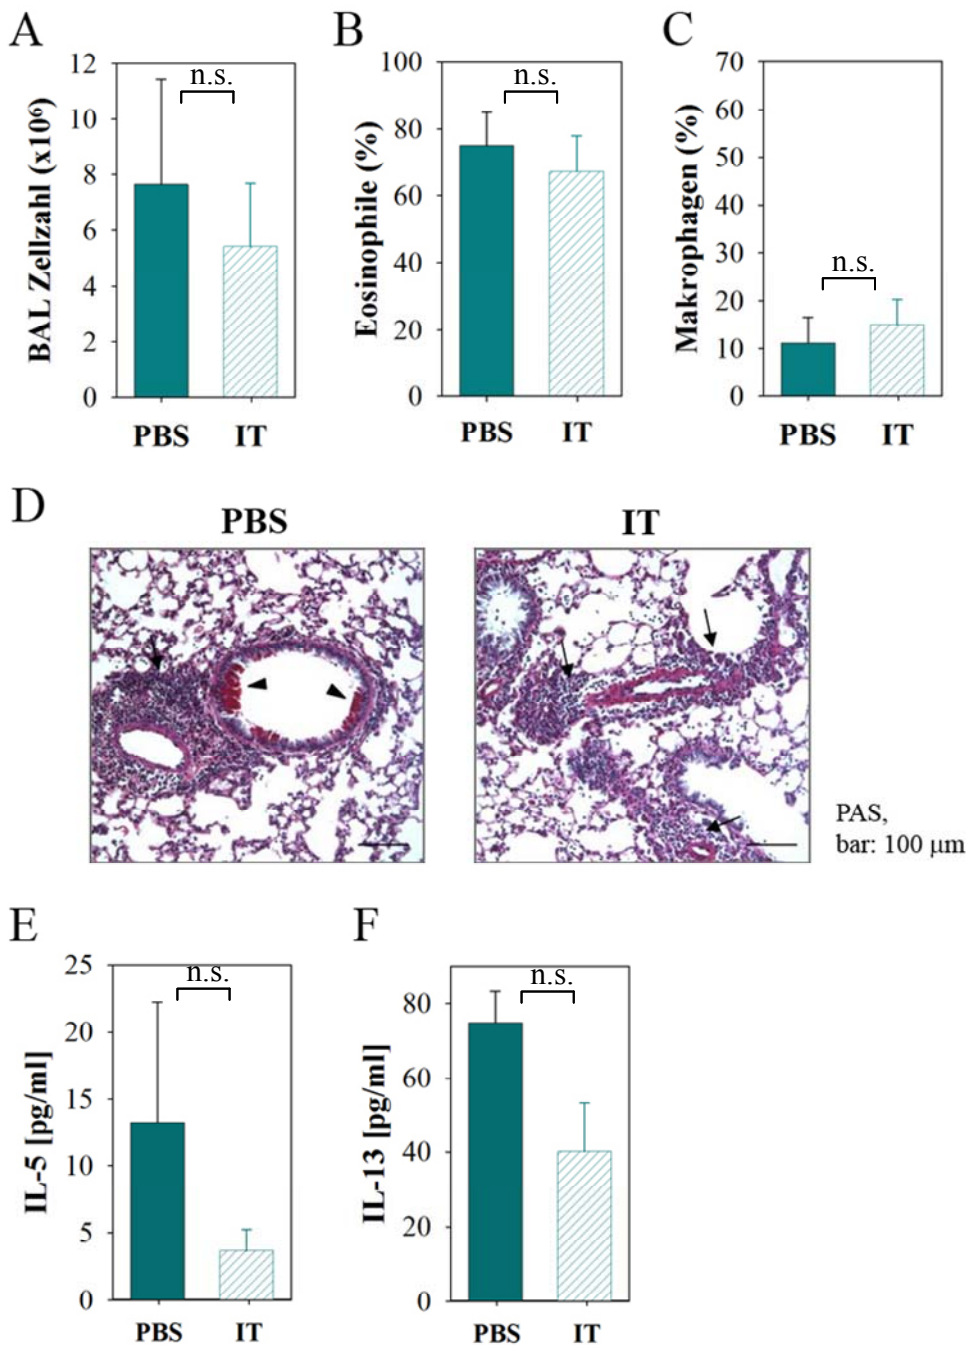 A
B
C
12
10
8
6
4
2
0
BAL Zellzahl (x10⁶)
n.s.
PBS
IT
100
80
60
40
20
0
Eosinophile (%)
n.s.
PBS
IT
70
60
50
40
30
20
10
0
Makrophagen (%)
n.s.
PBS
IT
D
PBS
IT
PAS,
bar: 100 μm
E
F
25
20
15
10
5
0
IL-5 [pg/ml]
n.s.
PBS
IT
80
60
40
20
0
IL-13 [pg/ml]
n.s.
PBS
IT